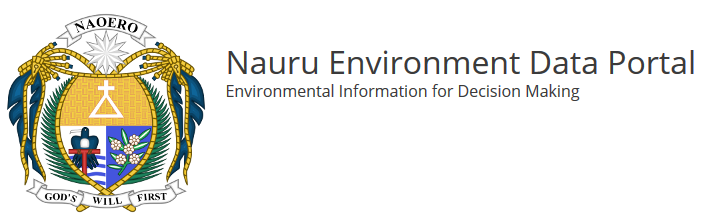 NAOERO
Nauru Environment Data Portal
Environmental Information for Decision Making
GOD'S WILL FIRST